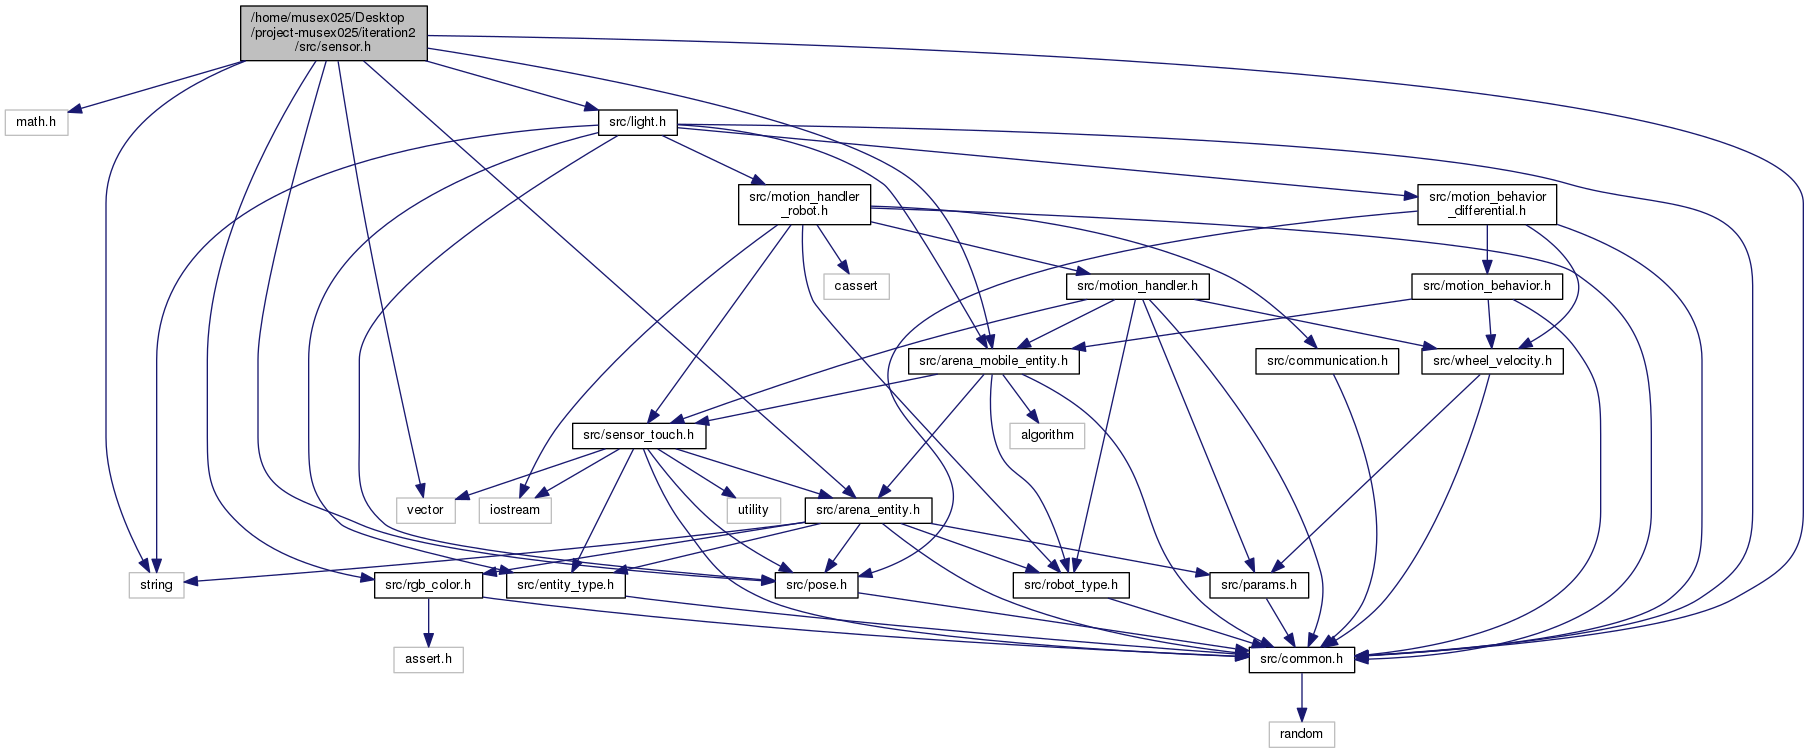 /home/musex025/Desktop
/project-musex025/iteration2
/src/sensor.h
math.h
src/light.h
src/motion_handler
_robot.h
src/motion_behavior
_differential.h
cassert
src/motion_handler.h
src/motion_behavior.h
src/arena_mobile_entity.h
src/communication.h
src/wheel_velocity.h
src/sensor_touch.h
algorithm
vector
iostream
utility
src/arena_entity.h
string
src/rgb_color.h
src/entity_type.h
src/pose.h
src/robot_type.h
src/params.h
assert.h
src/common.h
random